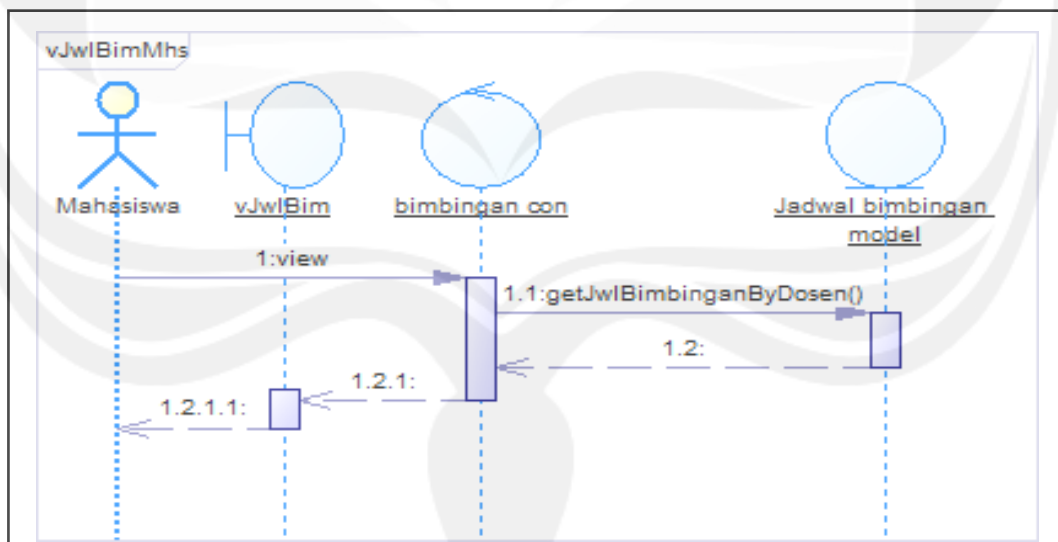 vJwlBimMhs
Mahasiswa
vJwlBim
bimbingan con
Jadwal bimbingan
model
1:view
1.1:getJwlBimbinganByDosen()
1.2:
1.2.1:
1.2.1.1: